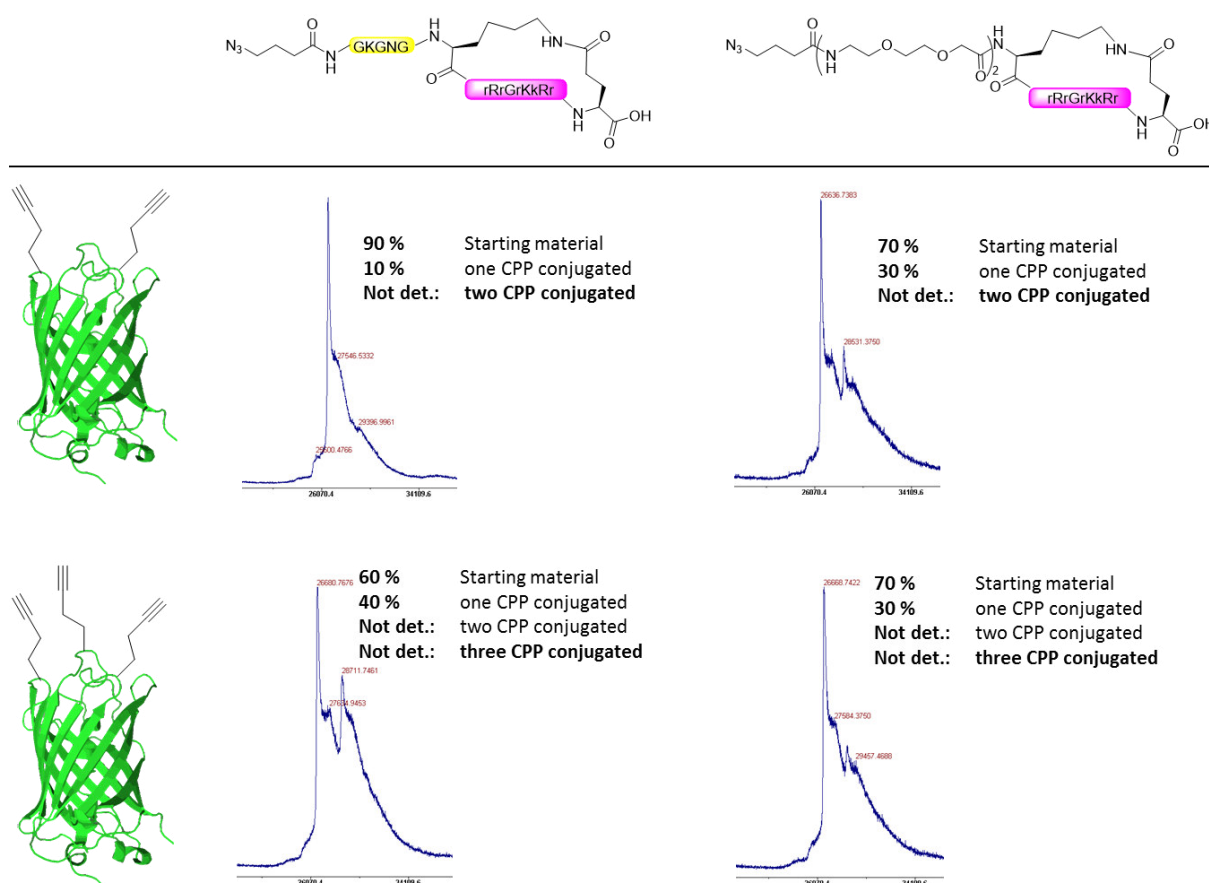 N₃ O N H GKGNG H N N H O O rRrGrKkRr N H OH O
N₃ O ( N H O O O ) 2 H N N H O O rRrGrKkRr N H OH O
90 % Starting material
10 % one CPP conjugated
Not det.: two CPP conjugated
27546.5332
29396.9961
26070.4 34109.6
26636.7383
70 % Starting material
30 % one CPP conjugated
Not det.: two CPP conjugated
28531.3750
26070.4 34109.6
26680.7676
60 % Starting material
40 % one CPP conjugated
Not det.: two CPP conjugated
Not det.: three CPP conjugated
28711.7461
26668.7422
70 % Starting material
30 % one CPP conjugated
Not det.: two CPP conjugated
Not det.: three CPP conjugated
27584.3750
29457.4688